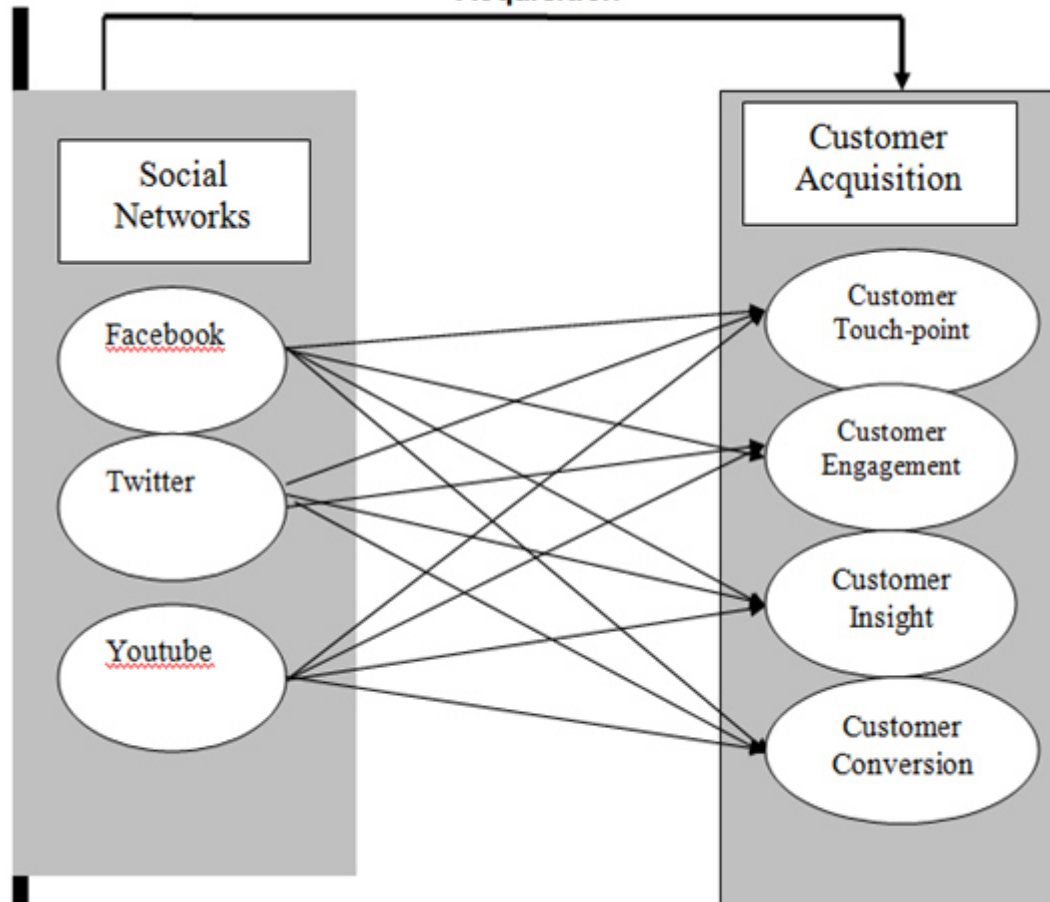 Social
Networks
Facebook
Twitter
Youtube
Customer
Acquisition
Customer
Touch-point
Customer
Engagement
Customer
Insight
Customer
Conversion